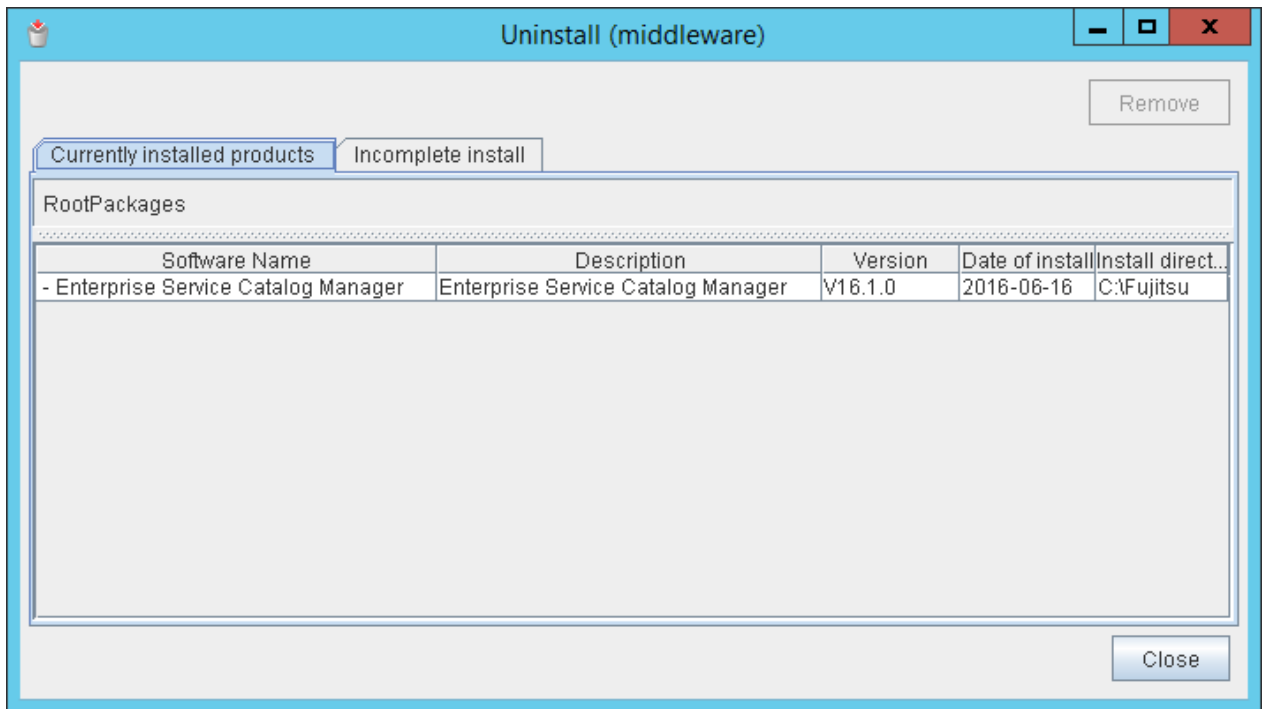 Uninstall (middleware)
Remove
Currently installed products Incomplete install
RootPackages
Software Name Description Version Date of install Install direct...
- Enterprise Service Catalog Manager Enterprise Service Catalog Manager V16.1.0 2016-06-16 C:\Fujitsu
Close